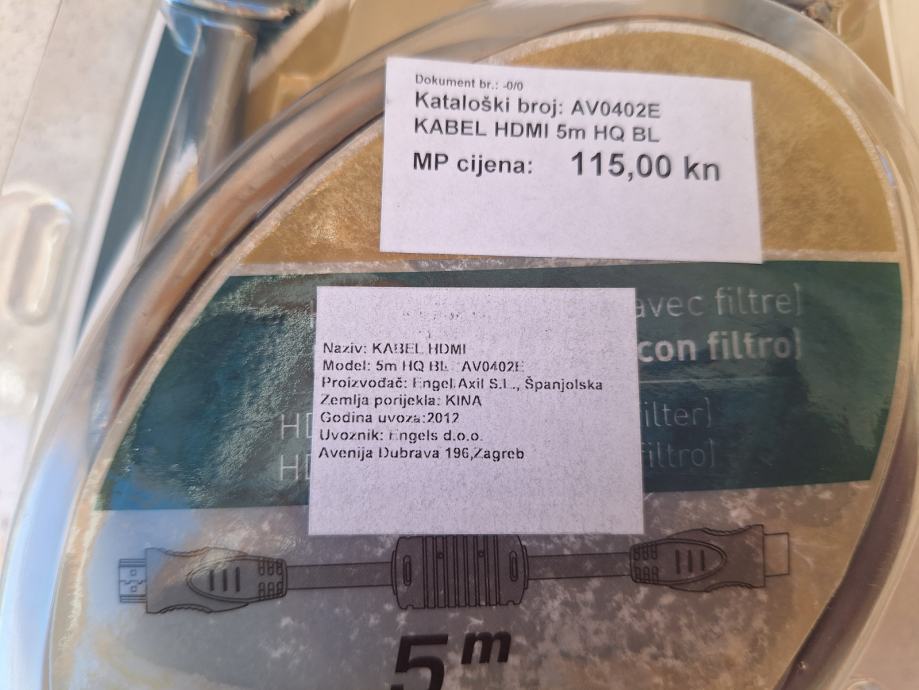 Dokument br.: -0/0
Kataloški broj: AV0402E
KABEL HDMI 5m HQ BL
MP cijena: 115,00 kn
avec filtre)
con filtro)
Naziv: KABEL HDMI
Model: 5m HQ BL AV0402E
Proizvođač: Engel Axil S.L., Španjolska
Zemlja porijekla: KINA
Godina uvoza:2012
Uvoznik: Engels d.o.o.
Avenija Dubrava 196,Zagreb
HD
filter)
HD
filtro)
5m